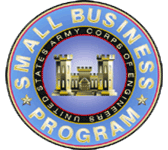 SMALL BUSINESS
UNITED STATES ARMY CORPS OF ENGINEERS
PROGRAM